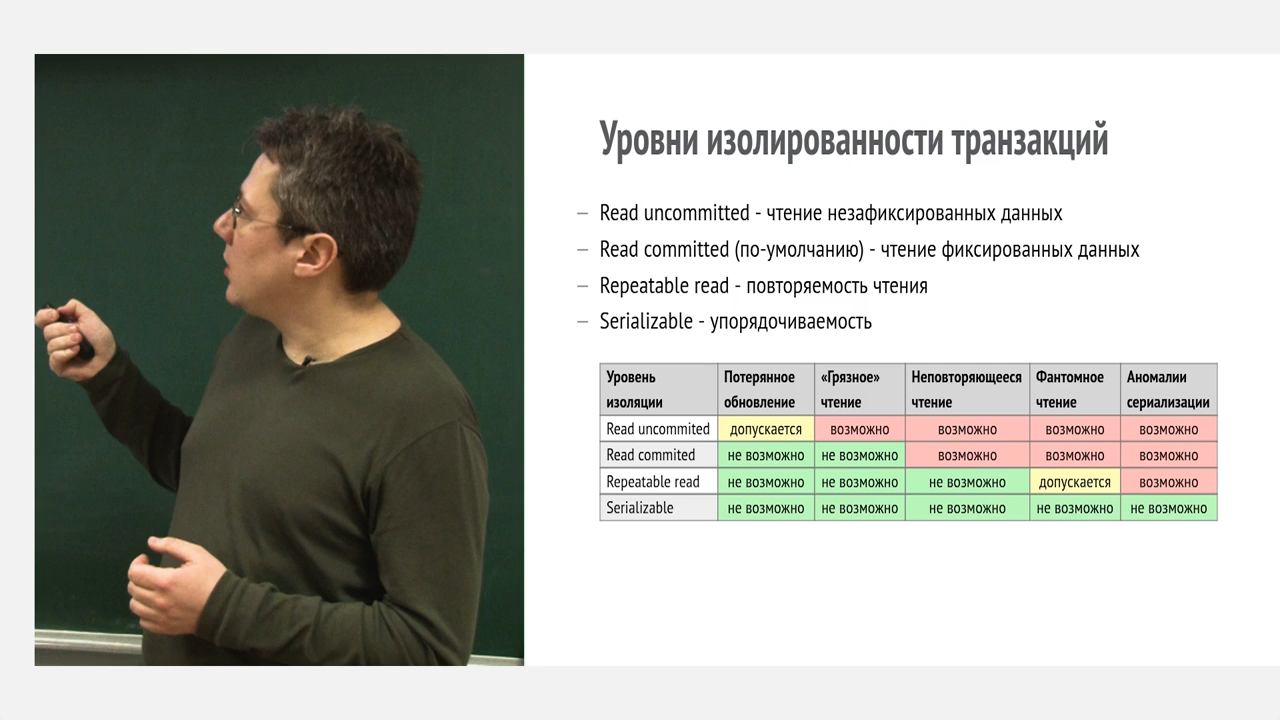 Уровни изолированности транзакций
– Read uncommitted - чтение незафиксированных данных
– Read committed (по-умолчанию) - чтение фиксированных данных
– Repeatable read - повторяемость чтения
– Serializable - упорядочиваемость
Уровень изоляции Потерянное обновление «Грязное» чтение Неповторяющееся чтение Фантомное чтение Аномалии сериализации
Read uncommited допускается возможно возможно возможно возможно
Read commited не возможно не возможно возможно возможно возможно
Repeatable read не возможно не возможно не возможно допускается возможно
Serializable не возможно не возможно не возможно не возможно не возможно